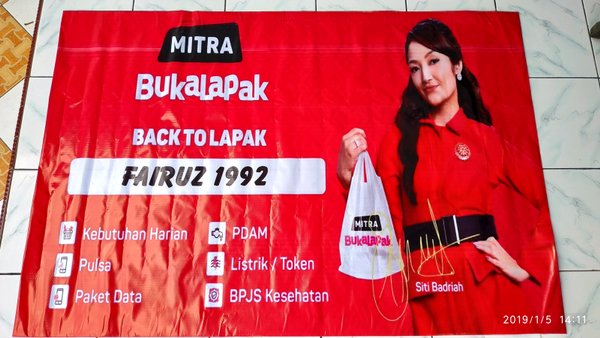 MITRA
BukaLapak
BACK TO LAPAK
FAIRUZ 1992
Kebutuhan Harian
PDAM
Pulsa
Listrik / Token
Paket Data
BPJS Kesehatan
MITRA
BukaLapak
Siti Badriah
2019/1/5 14:11